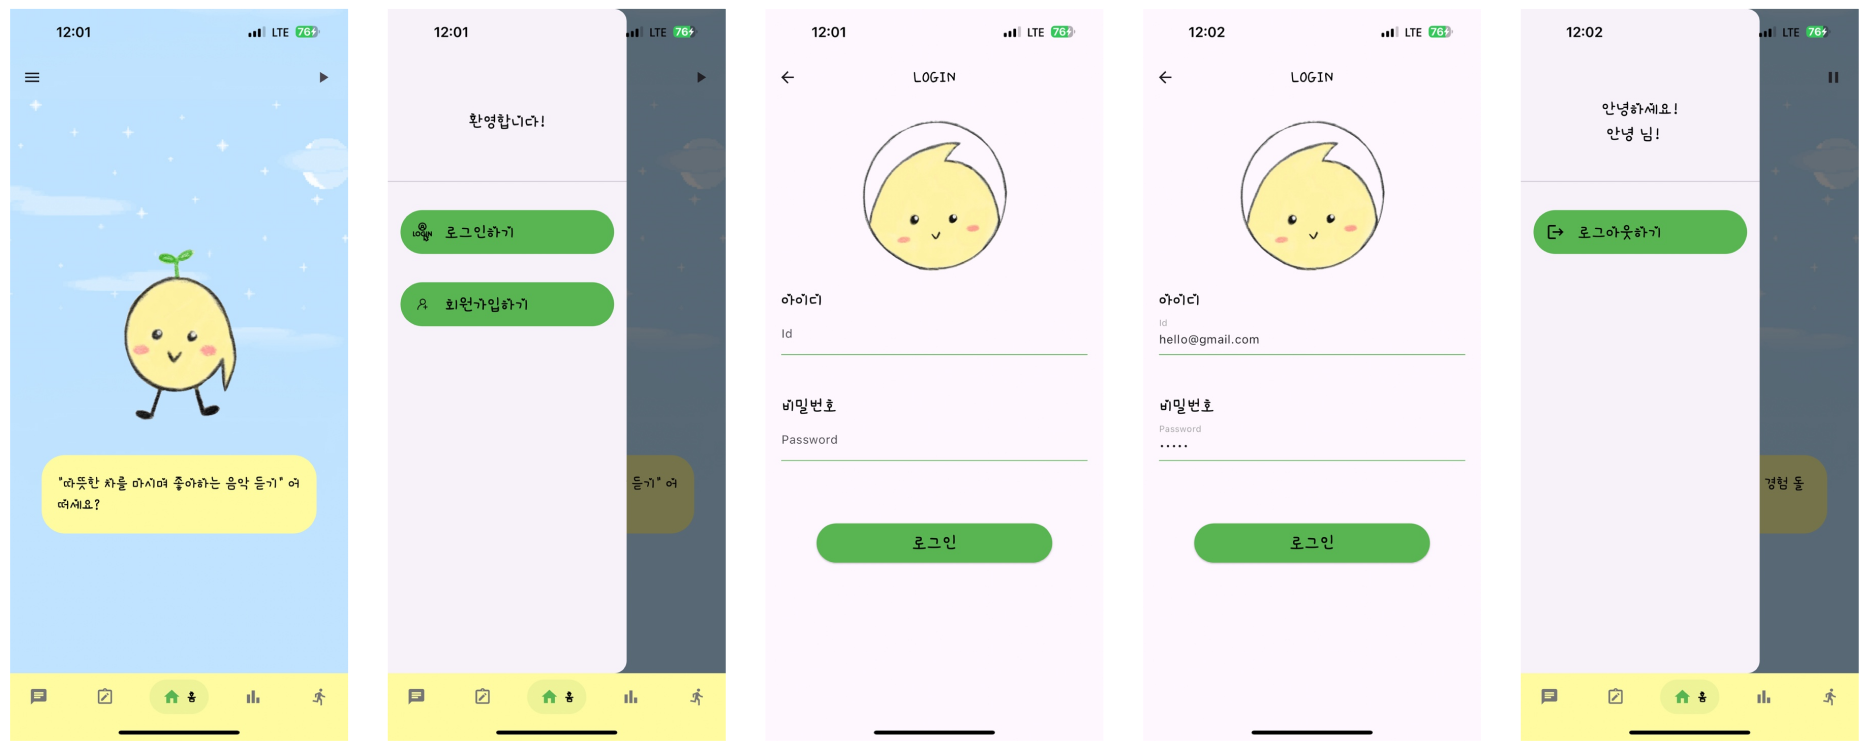 12:01
LTE 76
"따뜻한 차를 마시며 좋아하는 음악 듣기" 어
떠세요?
홈
12:01
LTE 76
환영합니다!
LOGIN 로그인하기
회원가입하기
듣기" 어
홈
12:01
LTE 76
LOGIN
아이디
Id
비밀번호
Password
로그인
12:02
LTE 76
LOGIN
아이디
Id
hello@gmail.com
비밀번호
Password
•••••
로그인
12:02
LTE 76
안녕하세요!
안녕 님!
로그아웃하기
경험 돌
홈